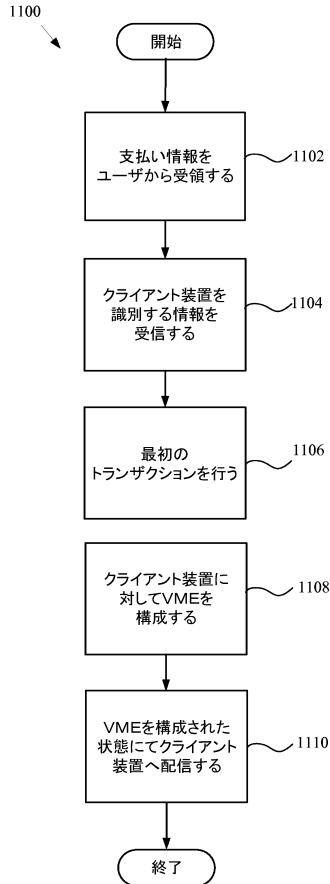 1100
開始
支払い情報を
ユーザから受領する
1102
クライアント装置を
識別する情報を
受信する
1104
最初の
トランザクションを行う
1106
クライアント装置に
対してＶＭＥを
構成する
1108
ＶＭＥを構成された
状態にてクライアント
装置へ配信する
1110
終了